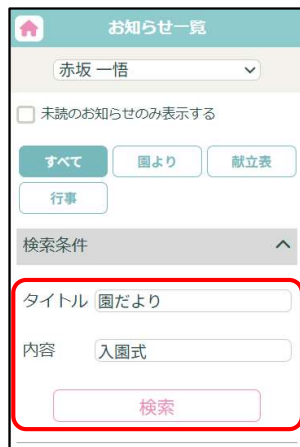 お知らせ一覧
赤坂 一悟
未読のお知らせのみ表示する
すべて 園より 献立表
行事
検索条件
タイトル 園だより
内容 入園式
検索